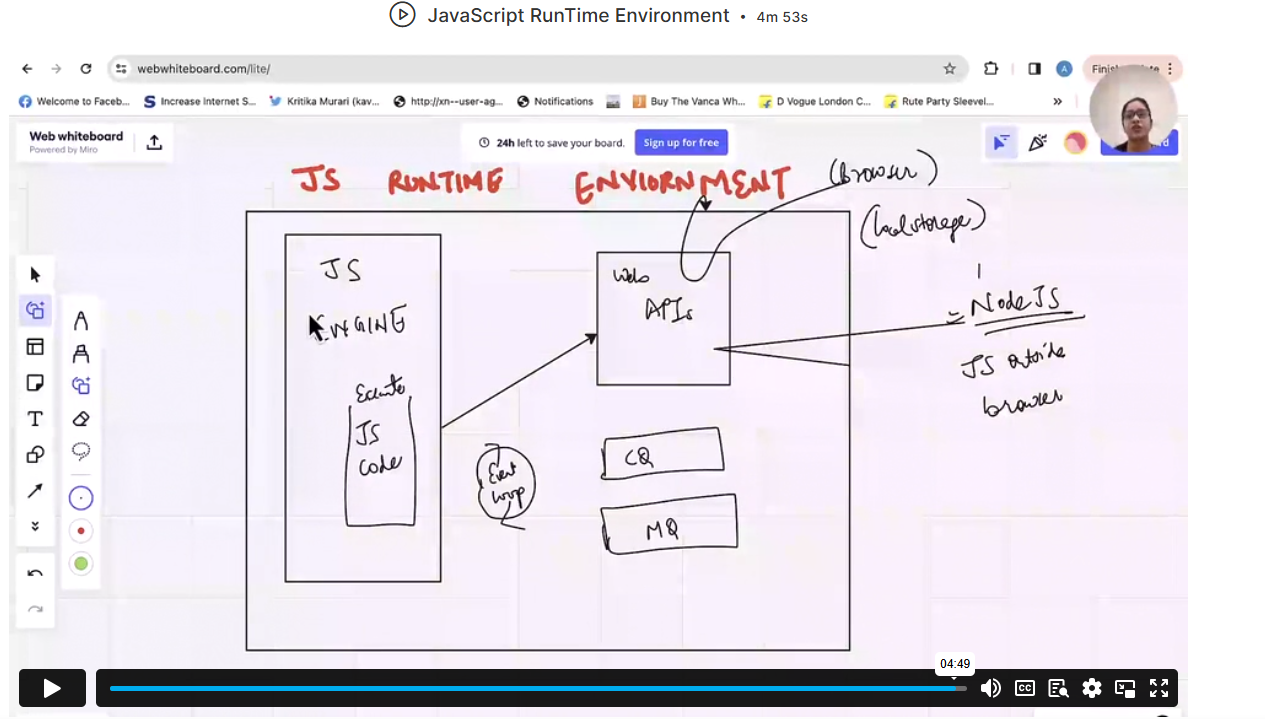 JavaScript RunTime Environment • 4m 53s
webwhiteboard.com/lite/
Welcome to Faceb...
Increase Internet S...
Kritika Murari (kav...
http://xn--user-ag...
Notifications
Buy The Vanca Wh...
D Vogue London C...
Rute Party Sleevel...
»
A
Web whiteboard
Powered by Miro
24h left to save your board.
Sign up for free
JS RUNTIME ENVIORNMENT
(browser)
(localstorage)
JS
ENGINE
Execute
JS
code
Web
APIs
Event
loop
CQ
MQ
NodeJS
JS outside
browser
04:49
CC